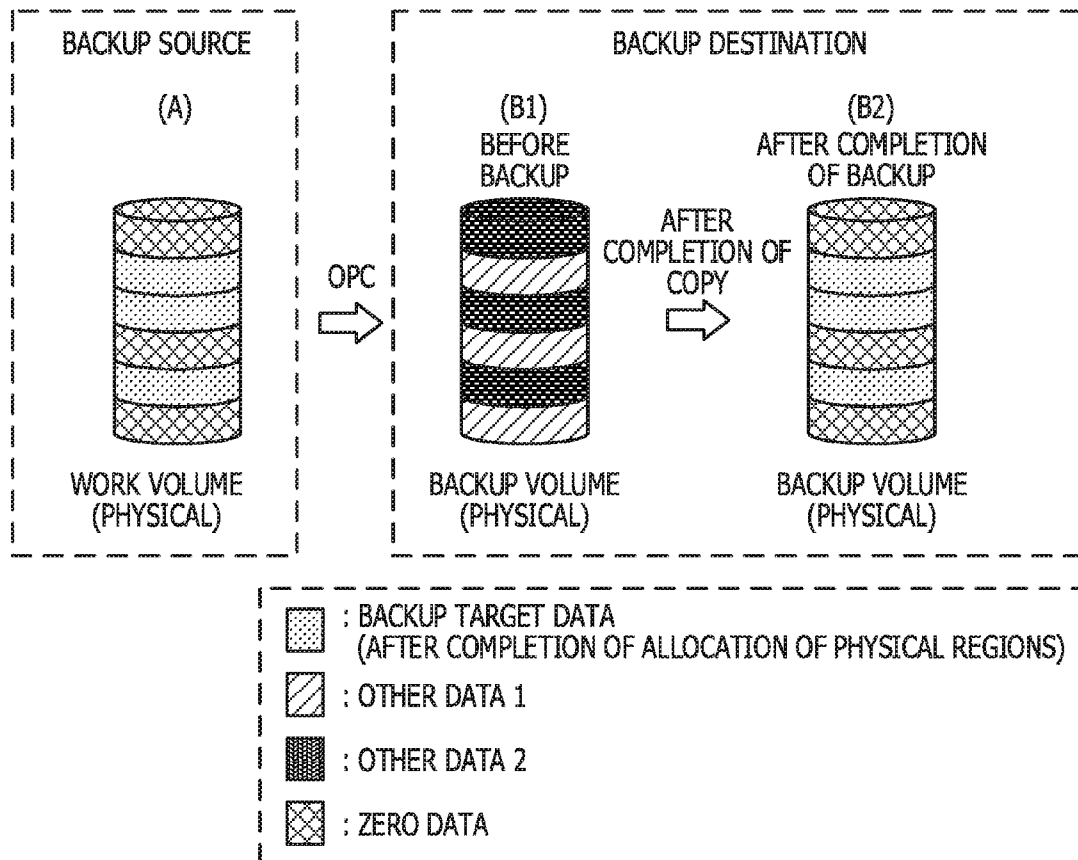 BACKUP SOURCE
(A)
WORK VOLUME
(PHYSICAL)
OPC
BACKUP DESTINATION
(B1)
BEFORE
BACKUP
BACKUP VOLUME
(PHYSICAL)
AFTER
COMPLETION OF
COPY
(B2)
AFTER COMPLETION
OF BACKUP
BACKUP VOLUME
(PHYSICAL)
: BACKUP TARGET DATA
(AFTER COMPLETION OF ALLOCATION OF PHYSICAL REGIONS)
: OTHER DATA 1
: OTHER DATA 2
: ZERO DATA